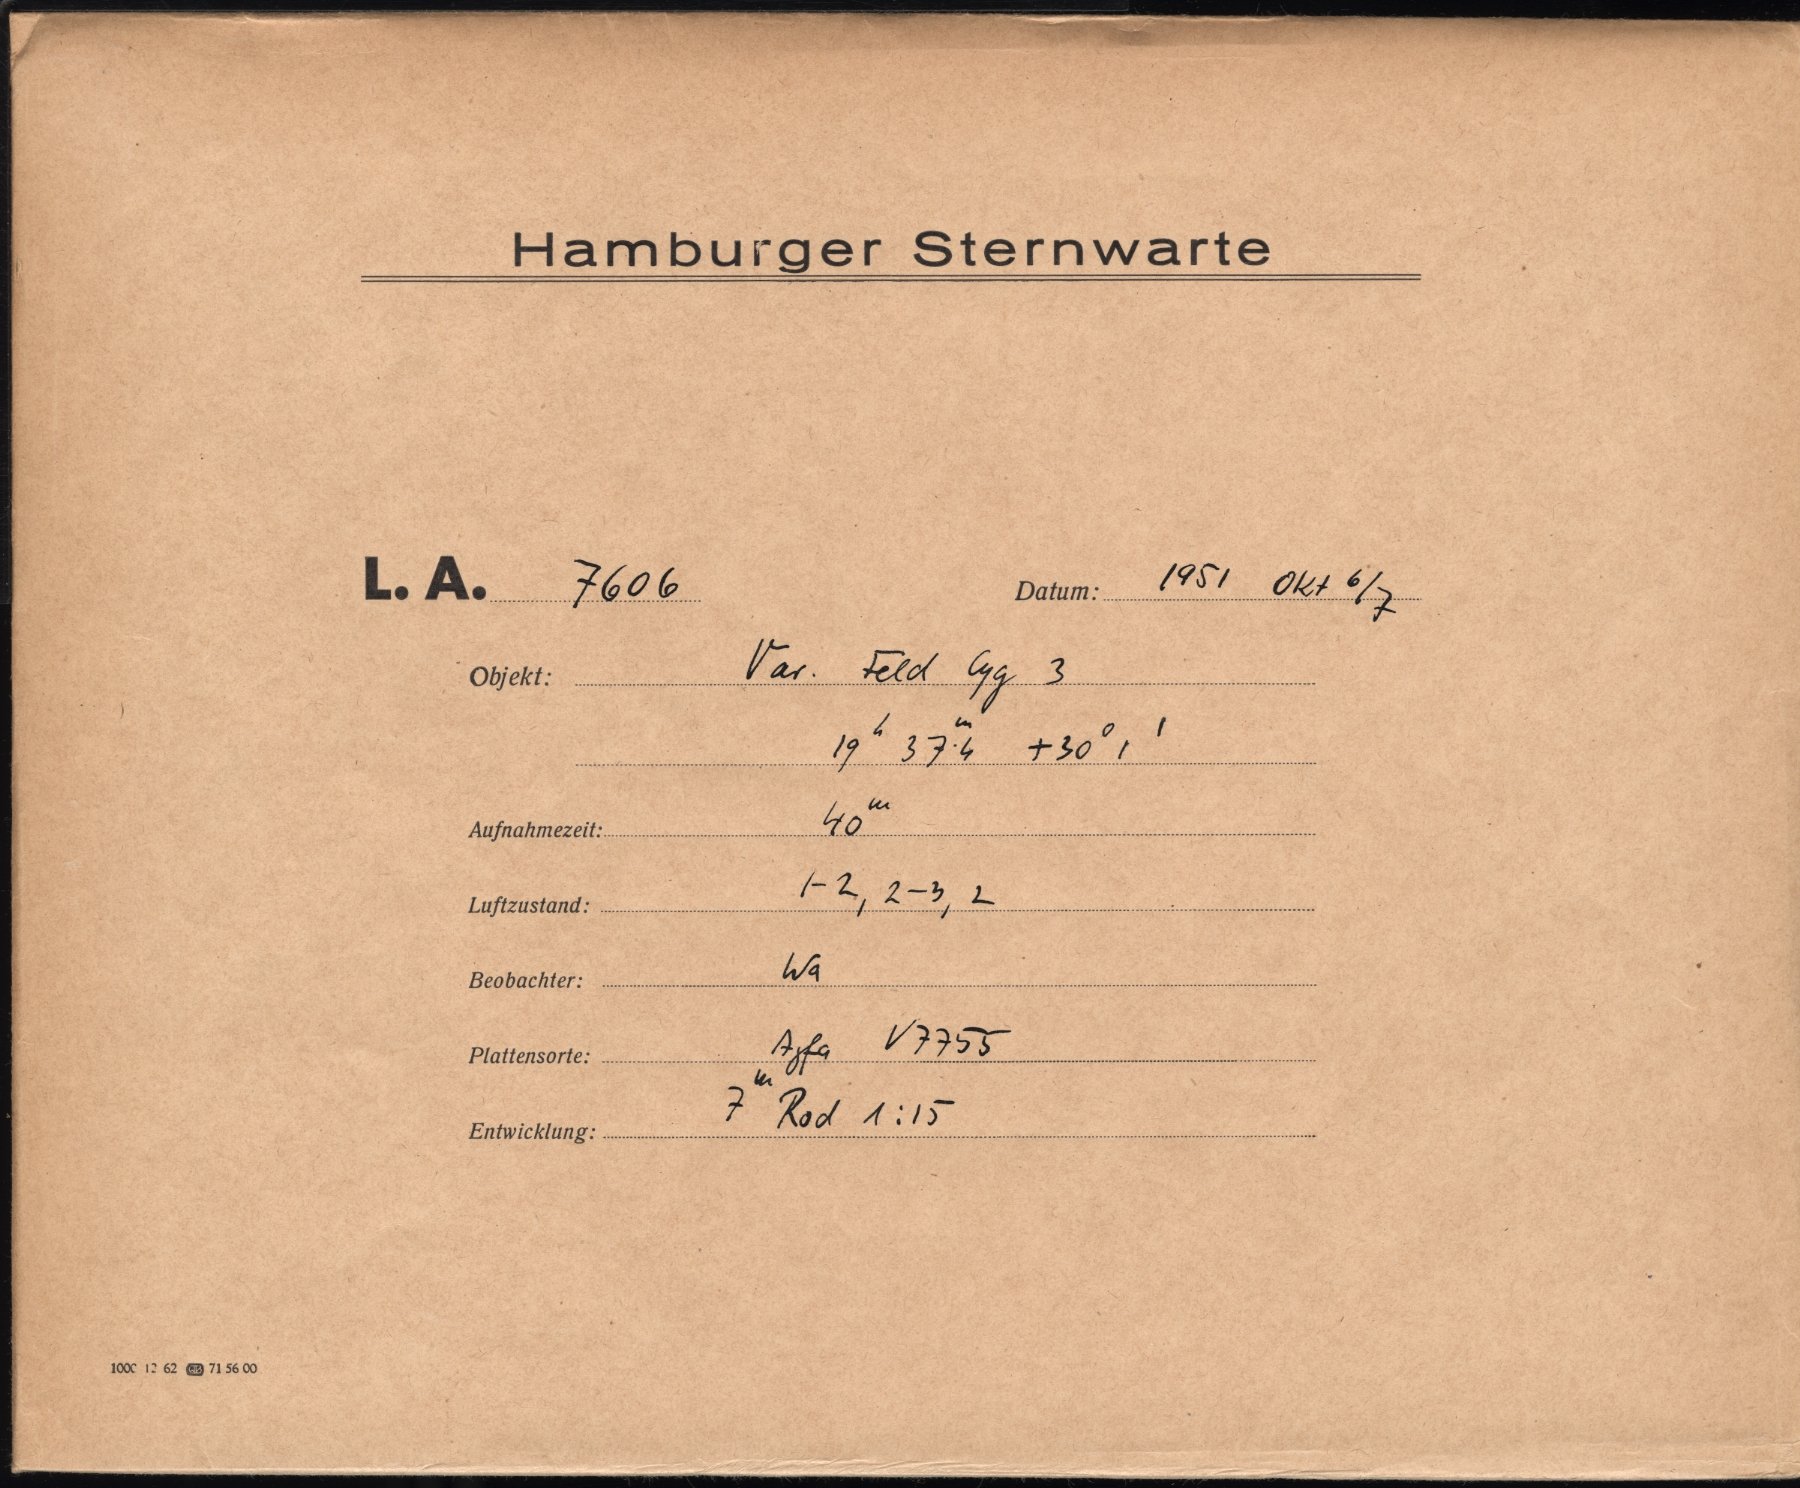 Hamburger Sternwarte
L. A. 7606 Datum: 1951 Okt 6/7
Objekt: Var. Feld Cyg 3
19ʰ 37ᵐ.4 +30° 1'
Aufnahmezeit: 40ᵐ
Luftzustand: 1-2, 2-3, 2
Beobachter: Wa
Plattensorte: Agfa V7755
Entwicklung: 7ᵐ Rod 1:15
1000 12 62 71 56 00